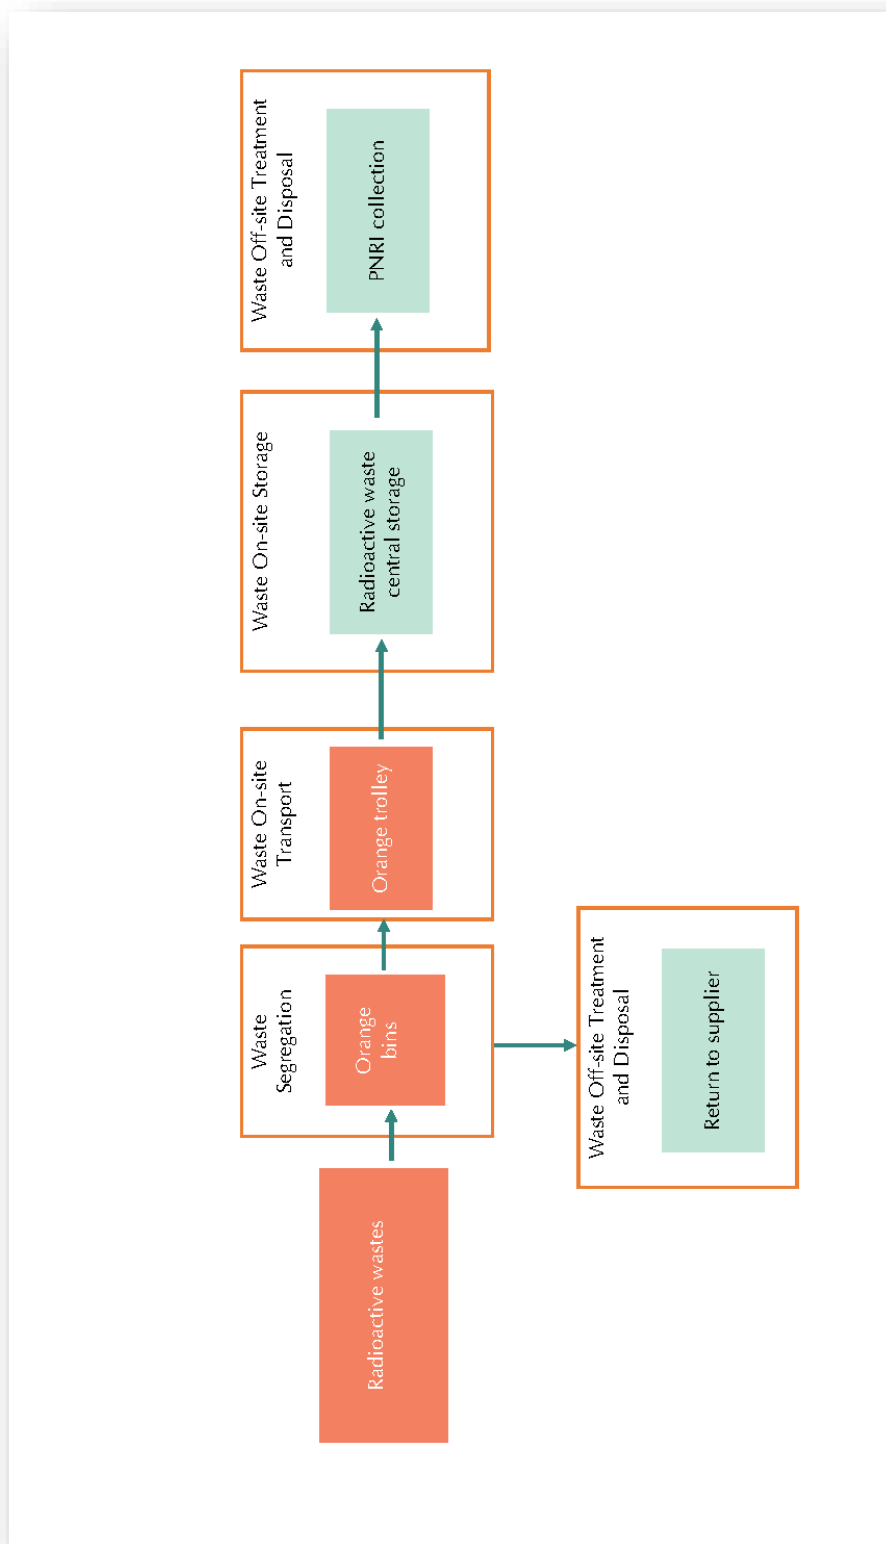 Radioactive wastes
Waste
Segregation
Orange
bins
Waste On-site
Transport
Orange trolley
Waste On-site Storage
Radioactive waste
central storage
Waste Off-site Treatment
and Disposal
PNRI collection
Waste Off-site Treatment
and Disposal
Return to supplier